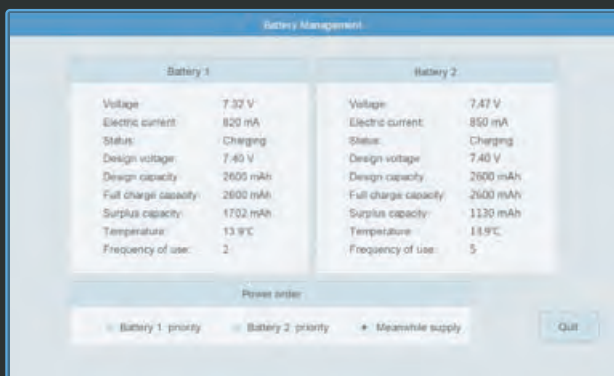 Battery Management
Battery 1
Voltage: 7.32 V
Electric current: 820 mA
Status: Charging
Design voltage: 7.40 V
Design capacity: 2600 mAh
Full charge capacity: 2600 mAh
Surplus capacity: 1702 mAh
Temperature: 13.9℃
Frequency of use: 2
Battery 2
Voltage: 7.47 V
Electric current: 850 mA
Status: Charging
Design voltage: 7.40 V
Design capacity: 2600 mAh
Full charge capacity: 2600 mAh
Surplus capacity: 1130 mAh
Temperature: 13.9℃
Frequency of use: 5
Power order
Battery 1 priority Battery 2 priority Meanwhile supply
Quit